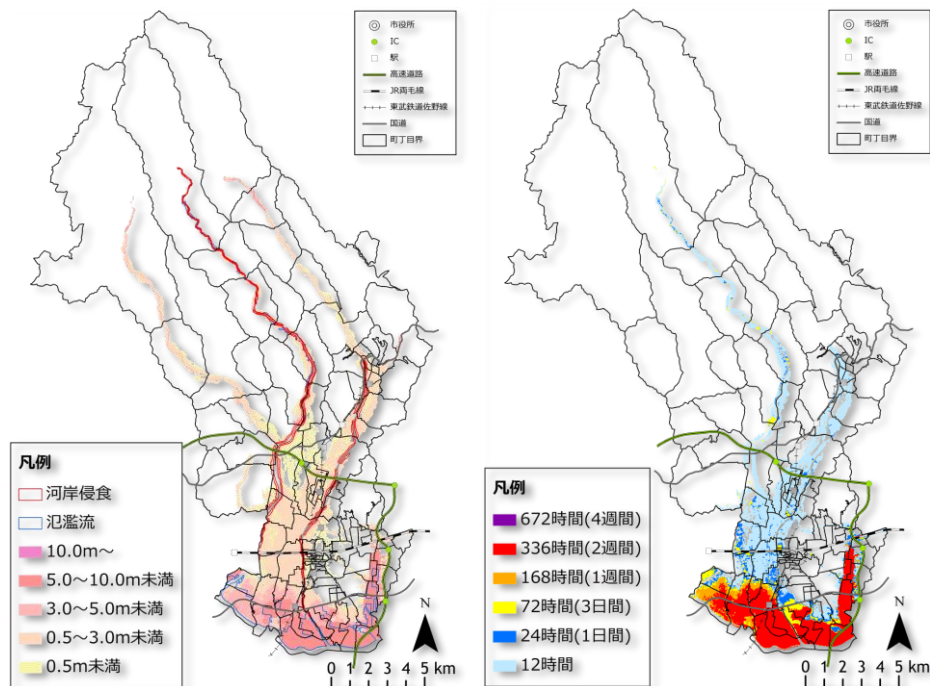 市役所
IC
駅
高速道路
JR両毛線
東武鉄道佐野線
国道
町丁目界
凡例
河岸侵食
氾濫流
10.0m～
5.0～10.0m未満
3.0～5.0m未満
0.5～3.0m未満
0.5m未満
N
0 1 2 3 4 5 km
市役所
IC
駅
高速道路
JR両毛線
東武鉄道佐野線
国道
町丁目界
凡例
672時間(4週間)
336時間(2週間)
168時間(1週間)
72時間(3日間)
24時間(1日間)
12時間
N
0 1 2 3 4 5 km